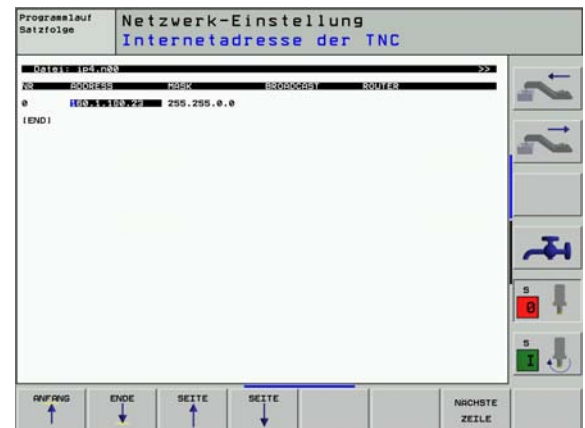 Programmlauf
Satzfolge
Netzwerk-Einstellung
Internetadresse der TNC
Datei: ip4.n00 >>
NR ADDRESS MASK BROADCAST ROUTER
0 160.1.180.23 255.255.0.0
[END]
S
0
S
I
ANFANG
ENDE
SEITE
SEITE
NACHSTE
ZEILE